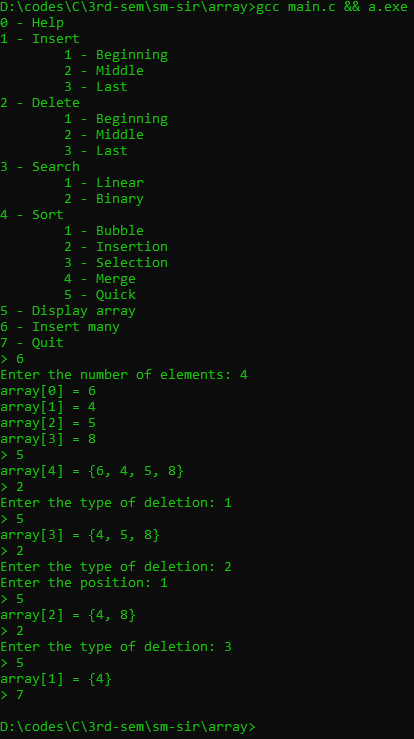 D:\codes\C\3rd-sem\sm-sir\array>gcc main.c && a.exe
0 - Help
1 - Insert
        1 - Beginning
        2 - Middle
        3 - Last
2 - Delete
        1 - Beginning
        2 - Middle
        3 - Last
3 - Search
        1 - Linear
        2 - Binary
4 - Sort
        1 - Bubble
        2 - Insertion
        3 - Selection
        4 - Merge
        5 - Quick
5 - Display array
6 - Insert many
7 - Quit
> 6
Enter the number of elements: 4
array[0] = 6
array[1] = 4
array[2] = 5
array[3] = 8
> 5
array[4] = {6, 4, 5, 8}
> 2
Enter the type of deletion: 1
> 5
array[3] = {4, 5, 8}
> 2
Enter the type of deletion: 2
Enter the position: 1
> 5
array[2] = {4, 8}
> 2
Enter the type of deletion: 3
> 5
array[1] = {4}
> 7

D:\codes\C\3rd-sem\sm-sir\array>